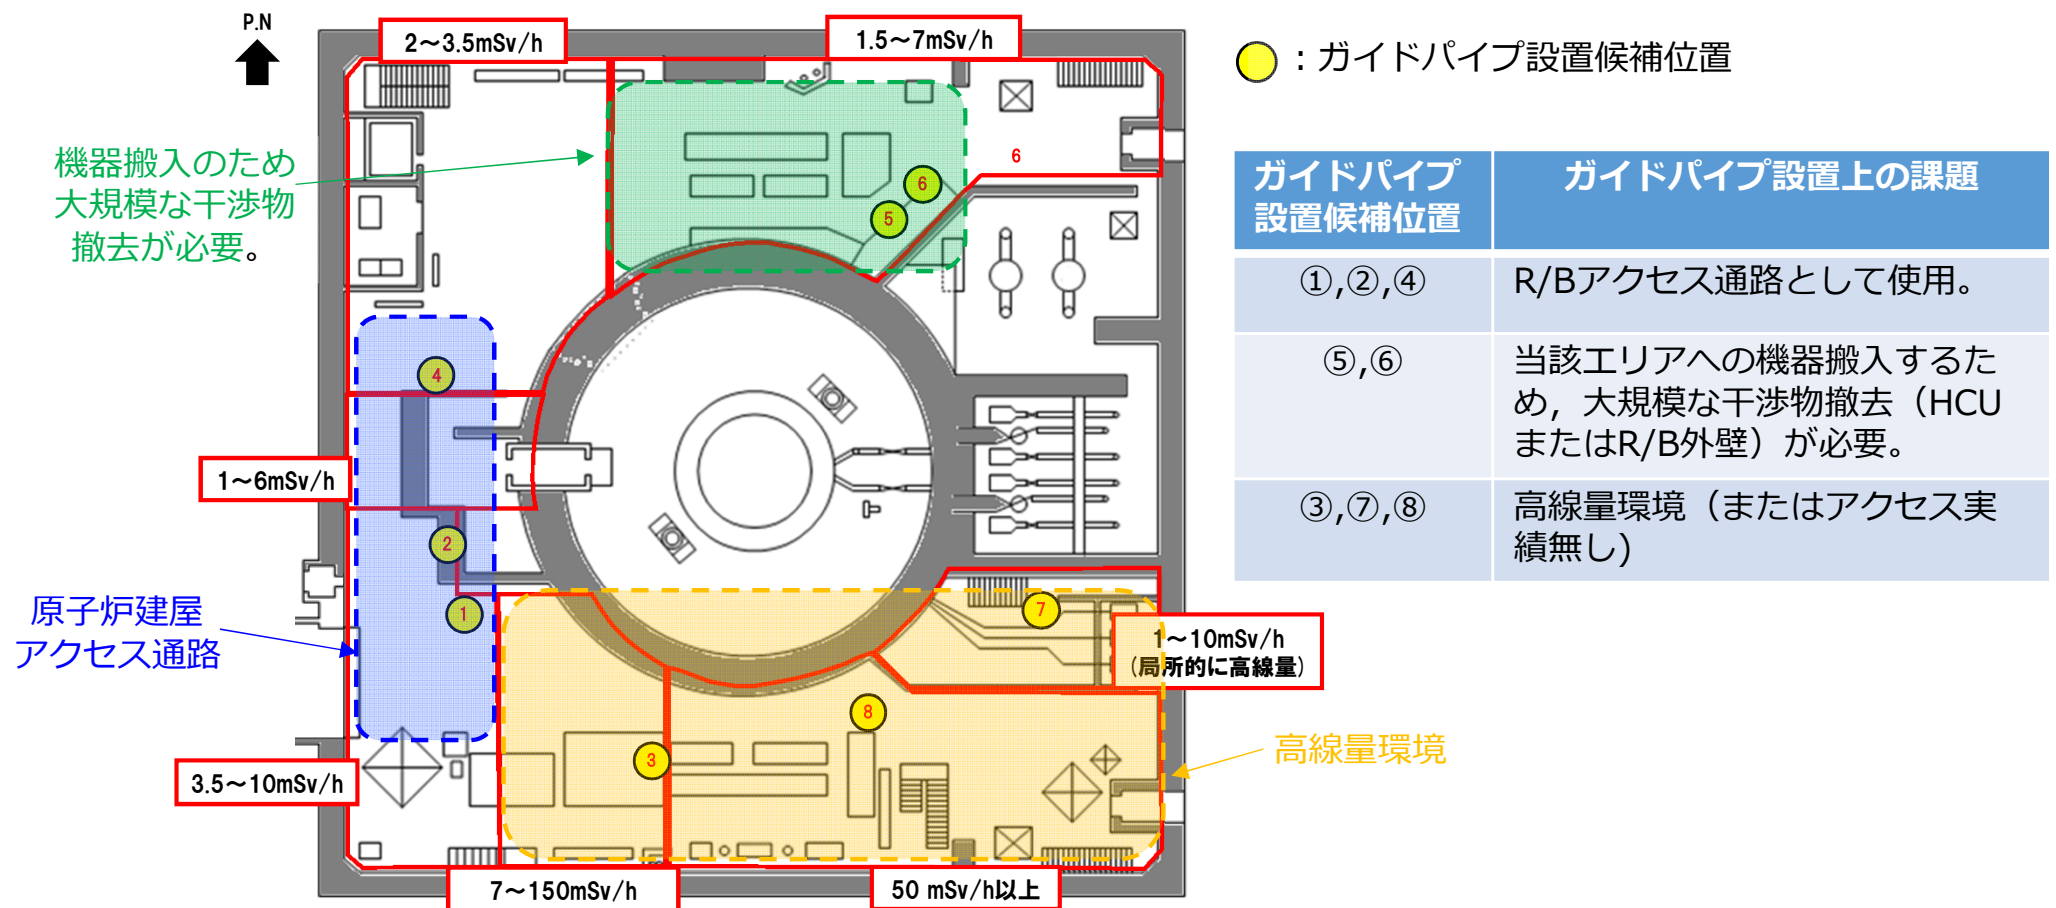 P.N
2～3.5mSv/h
1.5～7mSv/h
：ガイドパイプ設置候補位置
機器搬入のため
大規模な干渉物
撤去が必要。
6
6
5
4
1～6mSv/h
2
1
原子炉建屋
アクセス通路
7
1～10mSv/h
(局所的に高線量)
8
3
高線量環境
3.5～10mSv/h
7～150mSv/h
50 mSv/h以上
ガイドパイプ
設置候補位置
ガイドパイプ設置上の課題
①,②,④
R/Bアクセス通路として使用。
⑤,⑥
当該エリアへの機器搬入するた
め，大規模な干渉物撤去（HCU
またはR/B外壁）が必要。
③,⑦,⑧
高線量環境（またはアクセス実
績無し)